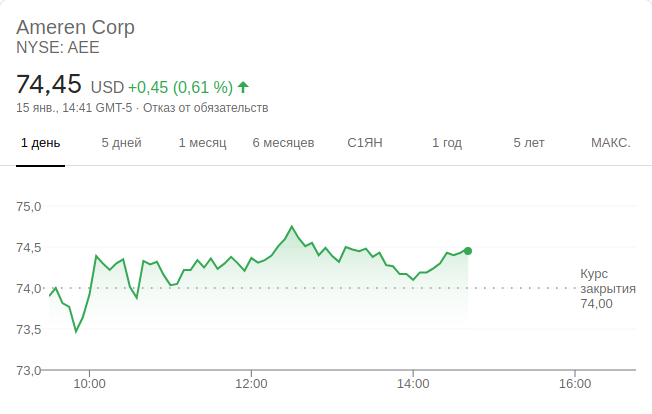 Ameren Corp
NYSE: AEE
74,45 USD +0,45 (0,61 %)
15 янв., 14:41 GMT-5 · Отказ от обязательств
1 день 5 дней 1 месяц 6 месяцев С1ЯН 1 год 5 лет МАКС.
75,0
74,5
74,0
73,5
73,0
Курс
закрытия
74,00
10:00 12:00 14:00 16:00